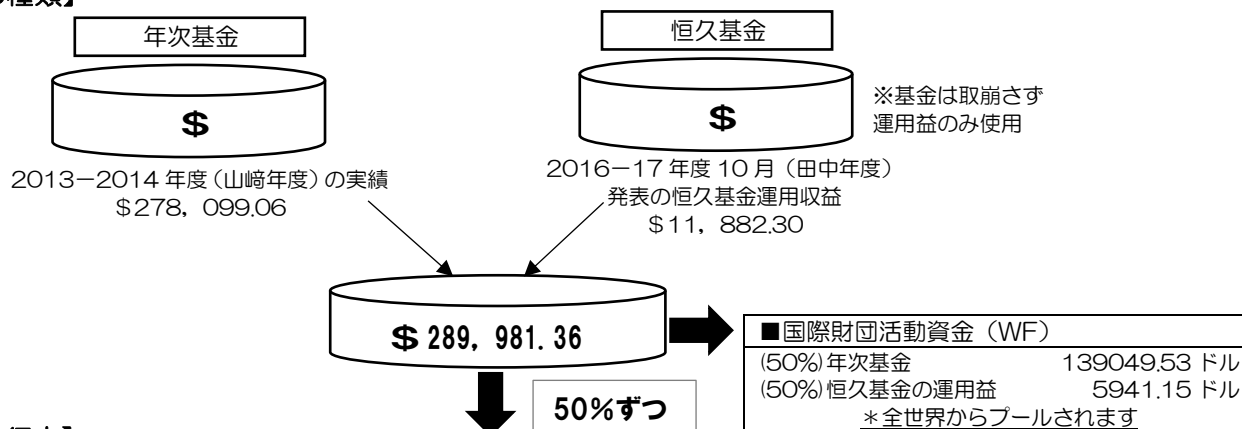 年次基金
恒久基金
$
$
※基金は取崩さず
運用益のみ使用
2013－2014 年度（山﨑年度）の実績
$278，099.06
2016－17 年度 10 月（田中年度）
発表の恒久基金運用収益
$11，882.30
$ 289, 981.36
50%ずつ
■国際財団活動資金（WF）
(50%)年次基金 139049.53 ドル
(50%)恒久基金の運用益 5941.15 ドル
＊全世界からプールされます